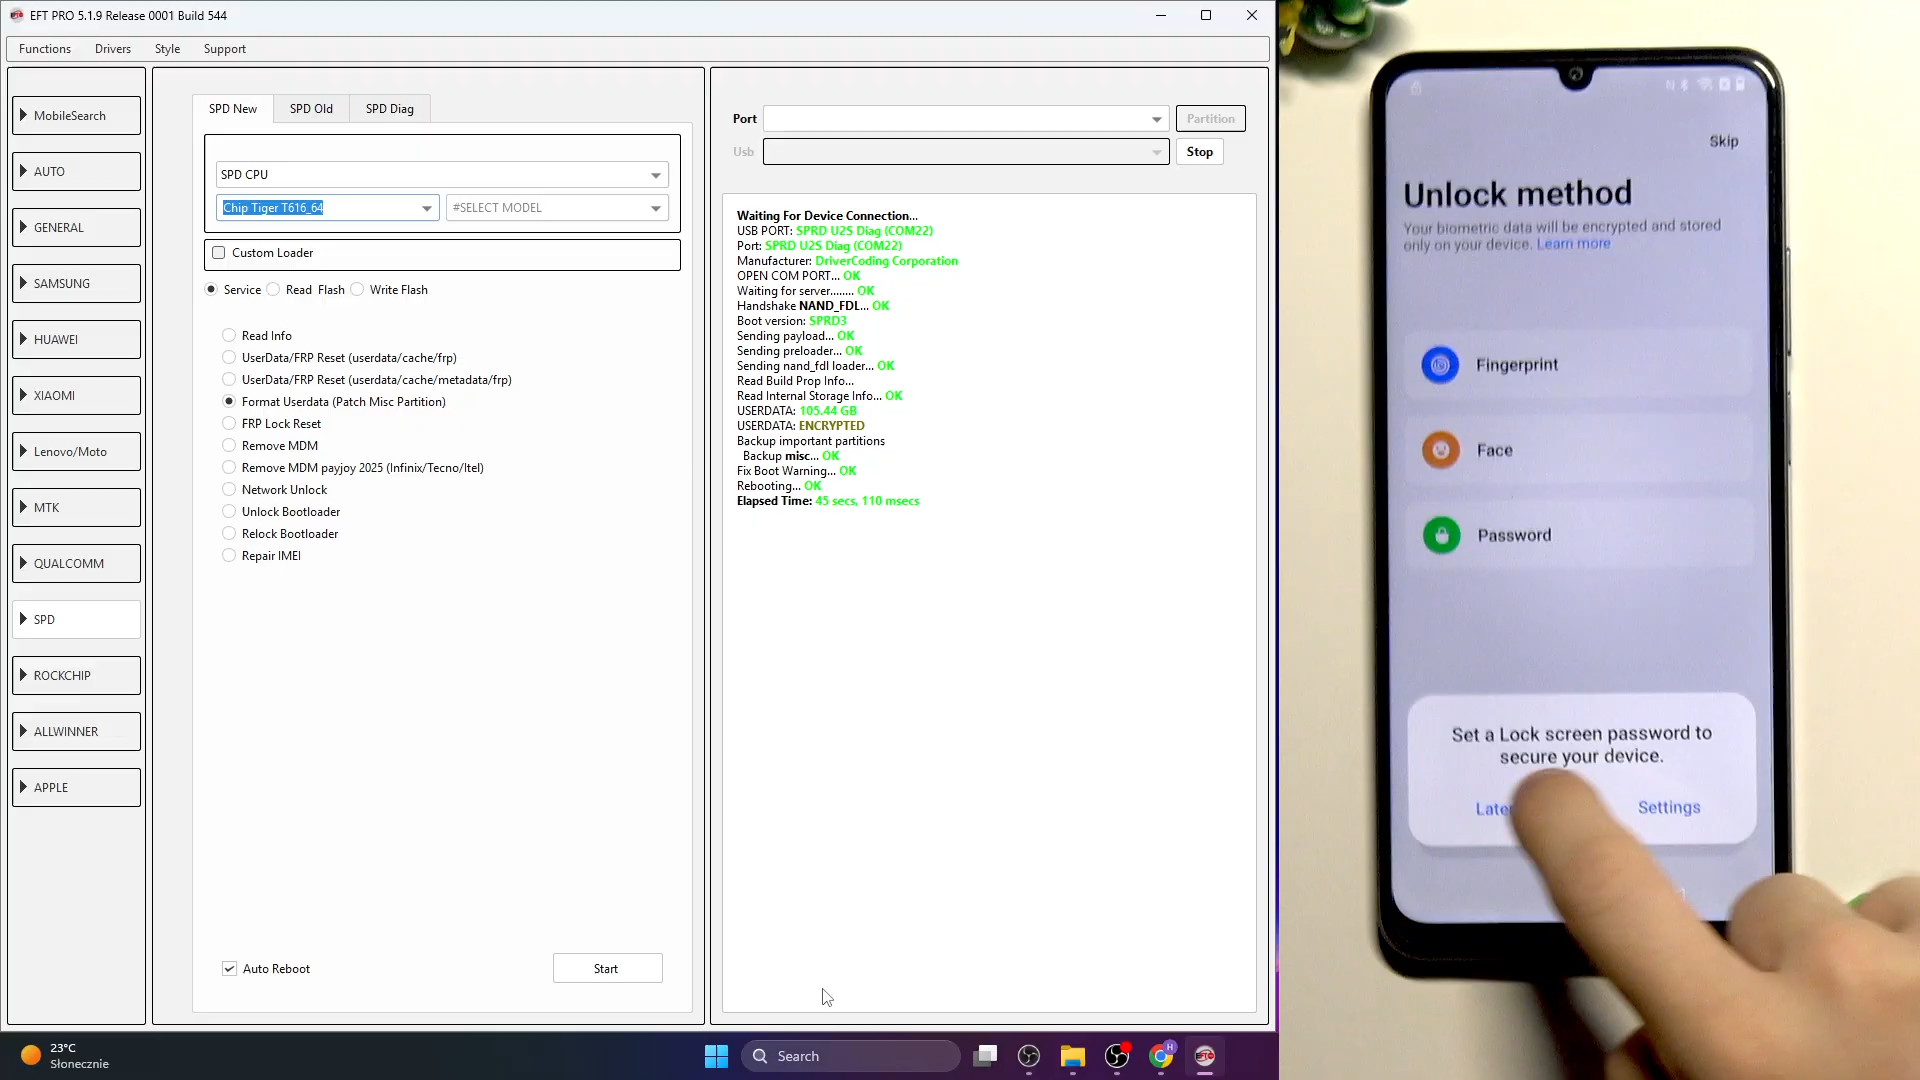 EFT PRO 5.1.9 Release 0001 Build 544
Functions Drivers Style Support
MobileSearch
AUTO
GENERAL
SAMSUNG
HUAWEI
XIAOMI
Lenovo/Moto
MTK
QUALCOMM
SPD
ROCKCHIP
ALLWINNER
APPLE
SPD New SPD Old SPD Diag
SPD CPU
Chip Tiger T616_64 #SELECT MODEL
Custom Loader
Service Read Flash Write Flash
Read Info
UserData/FRP Reset (userdata/cache/frp)
UserData/FRP Reset (userdata/cache/metadata/frp)
Format Userdata (Patch Misc Partition)
FRP Lock Reset
Remove MDM
Remove MDM payjoy 2025 (Infinix/Tecno/Itel)
Network Unlock
Unlock Bootloader
Relock Bootloader
Repair IMEI
Auto Reboot Start
Port Partition
Usb Stop
Waiting For Device Connection...
USB PORT: SPRD U2S Diag (COM22)
Port: SPRD U2S Diag (COM22)
Manufacturer: DriverCoding Corporation
OPEN COM PORT... OK
Waiting for server........ OK
Handshake NAND_FDL... OK
Boot version: SPRD3
Sending payload... OK
Sending preloader... OK
Sending nand_fdl loader... OK
Read Build Prop Info...
Read Internal Storage Info... OK
USERDATA: 105.44 GB
USERDATA: ENCRYPTED
Backup important partitions
Backup misc... OK
Fix Boot Warning... OK
Rebooting... OK
Elapsed Time: 45 secs, 110 msecs
23°C
Słonecznie
Search
H
EFT
Skip
Unlock method
Your biometric data will be encrypted and stored
only on your device. Learn more
Fingerprint
Face
Password
Set a Lock screen password to
secure your device.
Settings